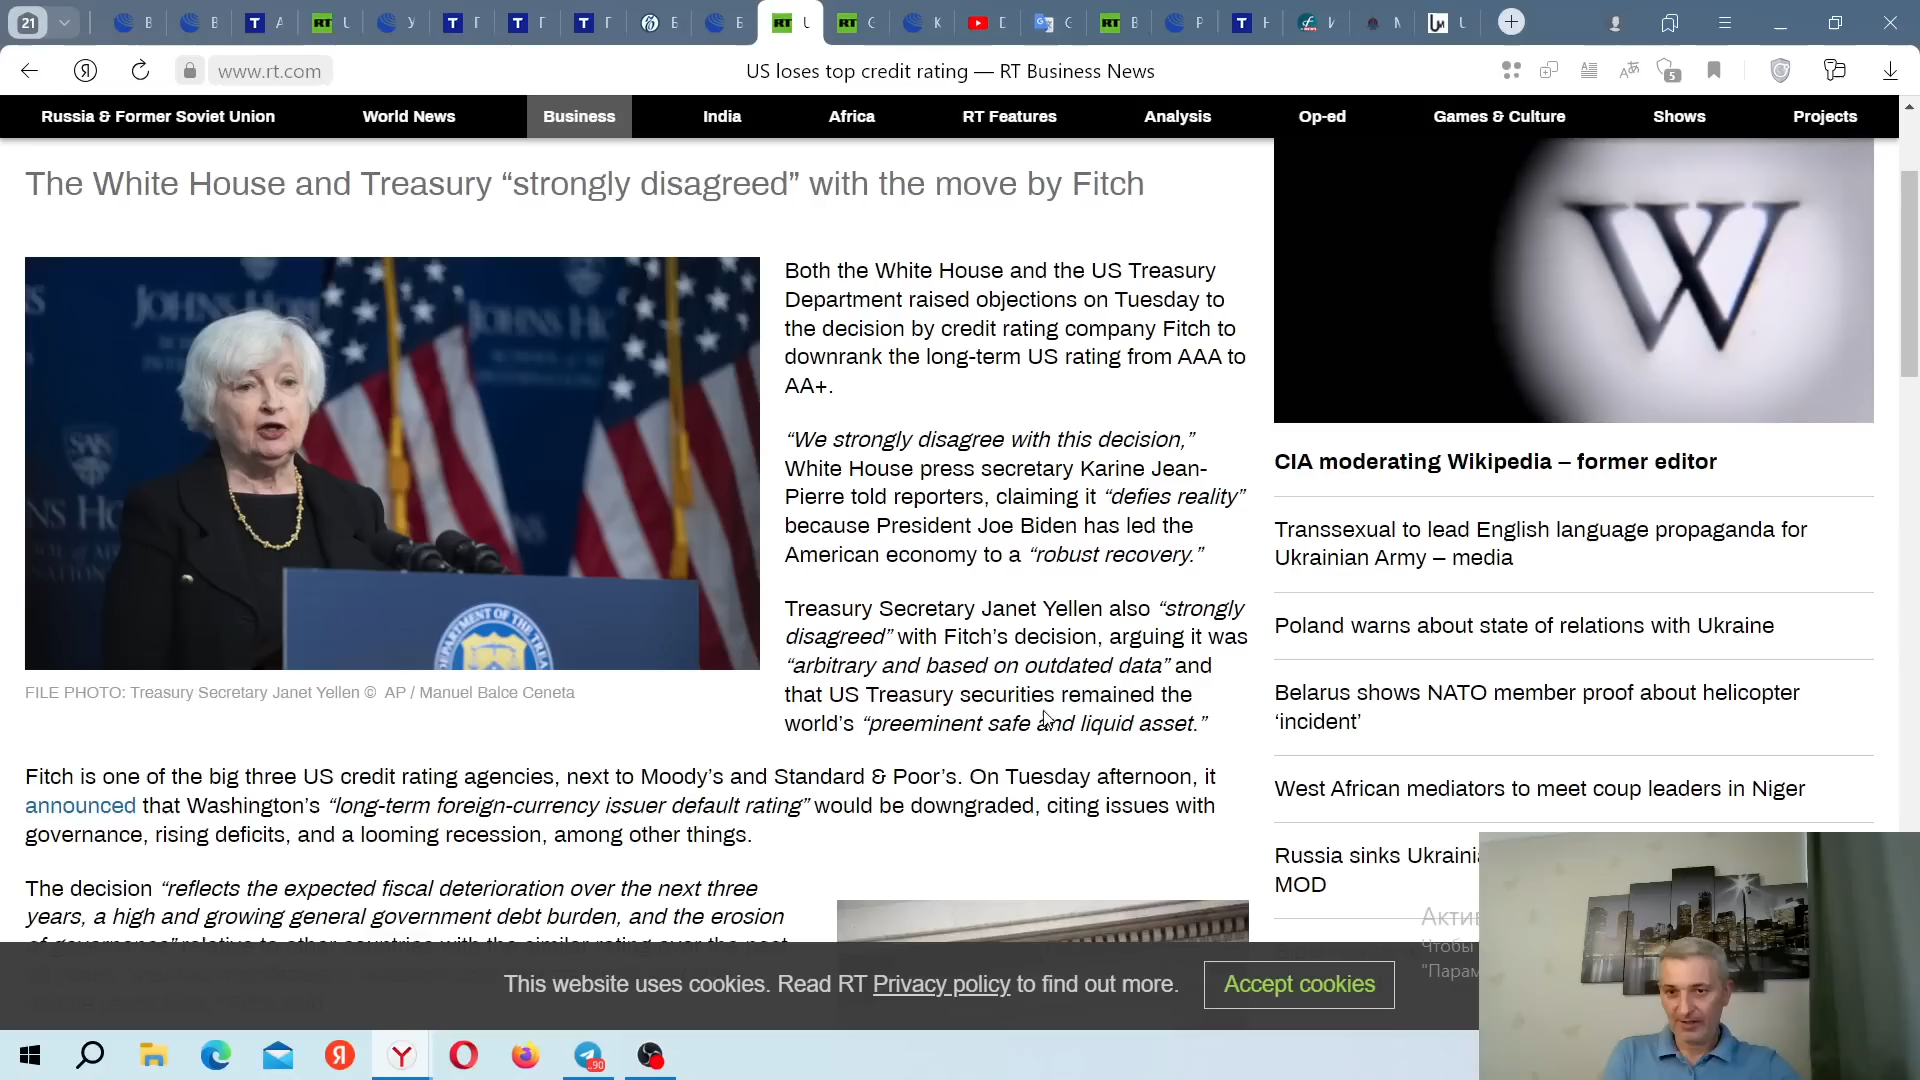 21
www.rt.com
US loses top credit rating — RT Business News
5
Russia & Former Soviet Union
World News
Business
India
Africa
RT Features
Analysis
Op-ed
Games & Culture
Shows
Projects
The White House and Treasury “strongly disagreed” with the move by Fitch
JOHNS HO
SAIS
DEPARTMENT OF THE TREA
FILE PHOTO: Treasury Secretary Janet Yellen © AP / Manuel Balce Ceneta
Both the White House and the US Treasury
Department raised objections on Tuesday to
the decision by credit rating company Fitch to
downrank the long-term US rating from AAA to
AA+.
“We strongly disagree with this decision,”
White House press secretary Karine Jean-
Pierre told reporters, claiming it “defies reality”
because President Joe Biden has led the
American economy to a “robust recovery.”
Treasury Secretary Janet Yellen also “strongly
disagreed” with Fitch’s decision, arguing it was
“arbitrary and based on outdated data” and
that US Treasury securities remained the
world’s “preeminent safe and liquid asset.”
Fitch is one of the big three US credit rating agencies, next to Moody’s and Standard & Poor’s. On Tuesday afternoon, it
announced that Washington’s “long-term foreign-currency issuer default rating” would be downgraded, citing issues with
governance, rising deficits, and a looming recession, among other things.
The decision “reflects the expected fiscal deterioration over the next three
years, a high and growing general government debt burden, and the erosion
W
CIA moderating Wikipedia – former editor
Transsexual to lead English language propaganda for
Ukrainian Army – media
Poland warns about state of relations with Ukraine
Belarus shows NATO member proof about helicopter
‘incident’
West African mediators to meet coup leaders in Niger
Russia sinks Ukraini
MOD
Акти
Чтобы
"Парам
This website uses cookies. Read RT Privacy policy to find out more.
Accept cookies
90